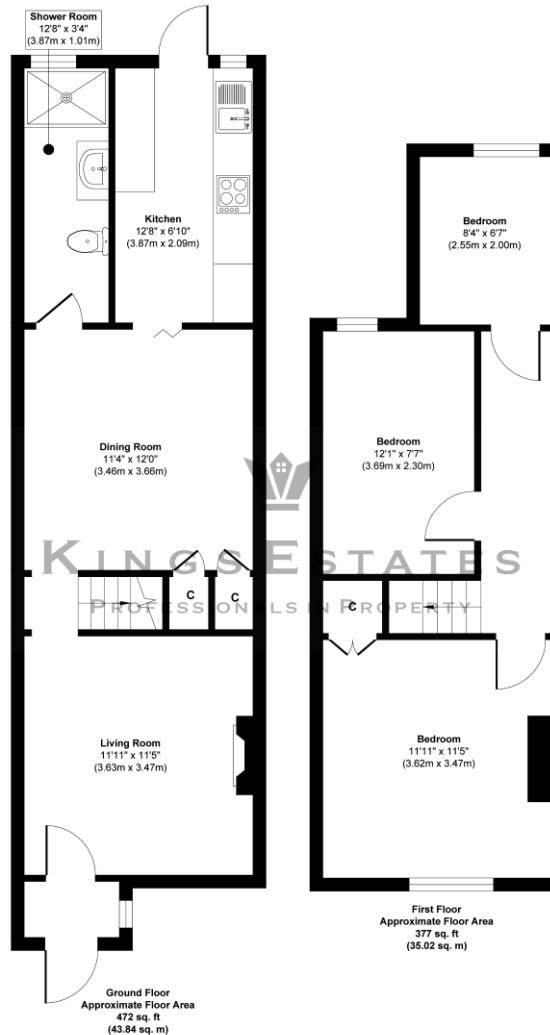 Shower Room
12'8" x 3'4"
(3.87m x 1.01m)
Kitchen
12'8" x 6'10"
(3.87m x 2.09m)
Bedroom
8'4" x 6'7"
(2.55m x 2.00m)
Dining Room
11'4" x 12'0"
(3.46m x 3.66m)
Bedroom
12'1" x 7'7"
(3.69m x 2.30m)
KINGS ESTATES
PROFESSIONALS IN PROPERTY
C
C
C
Living Room
11'11" x 11'5"
(3.63m x 3.47m)
Bedroom
11'11" x 11'5"
(3.62m x 3.47m)
First Floor
Approximate Floor Area
377 sq. ft
(35.02 sq. m)
Ground Floor
Approximate Floor Area
472 sq. ft
(43.84 sq. m)